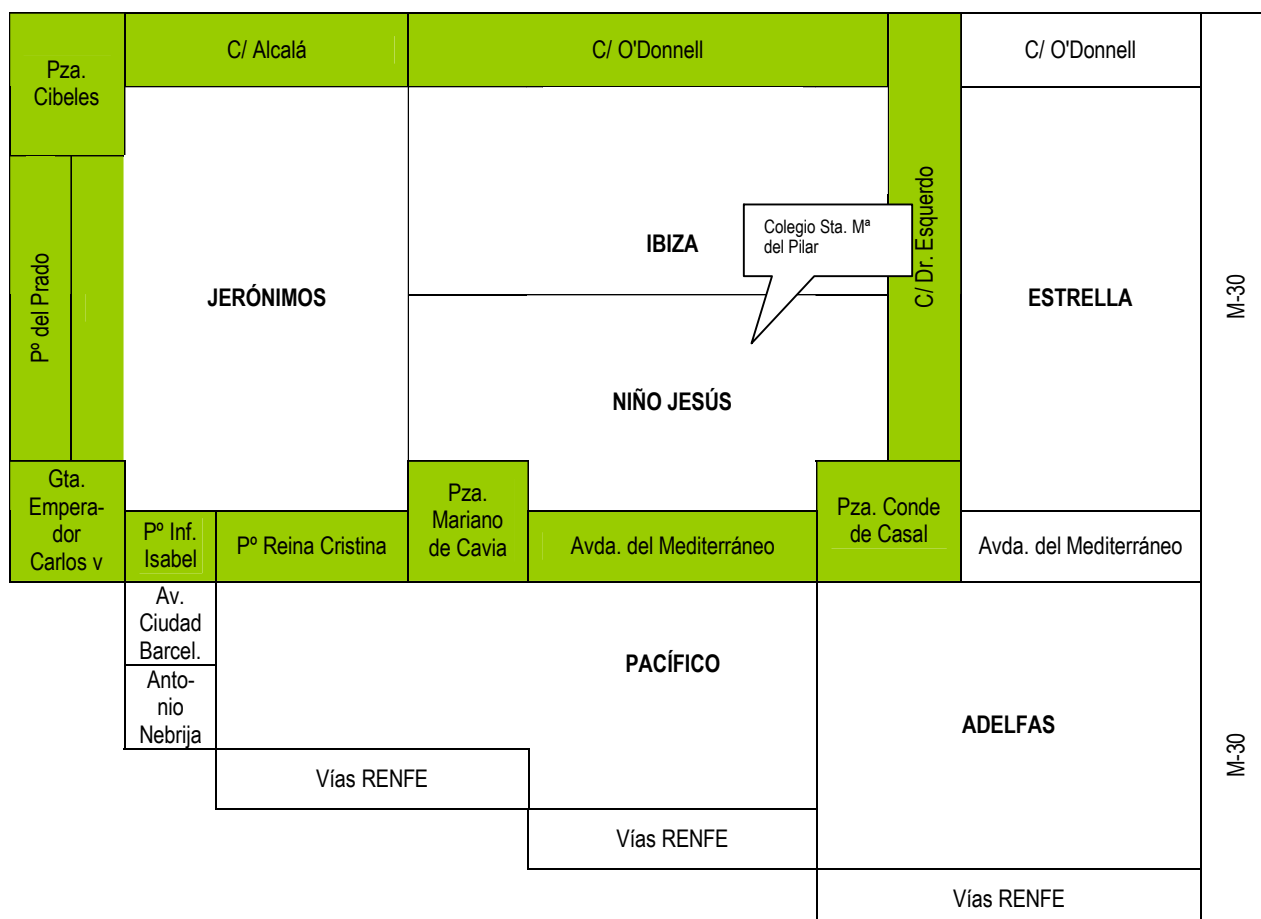 Pza.
Cibeles
C/ Alcalá
C/ O'Donnell
C/ O'Donnell
Pº del Prado
JERÓNIMOS
IBIZA
Colegio Sta. Mª
del Pilar
C/ Dr. Esquerdo
ESTRELLA
M-30
NIÑO JESÚS
Gta.
Empera-
dor
Carlos v
Pº Inf.
Isabel
Pº Reina Cristina
Pza.
Mariano
de Cavia
Avda. del Mediterráneo
Pza. Conde
de Casal
Avda. del Mediterráneo
Av.
Ciudad
Barcel.
Anto-
nio
Nebrija
PACÍFICO
ADELFAS
M-30
Vías RENFE
Vías RENFE
Vías RENFE